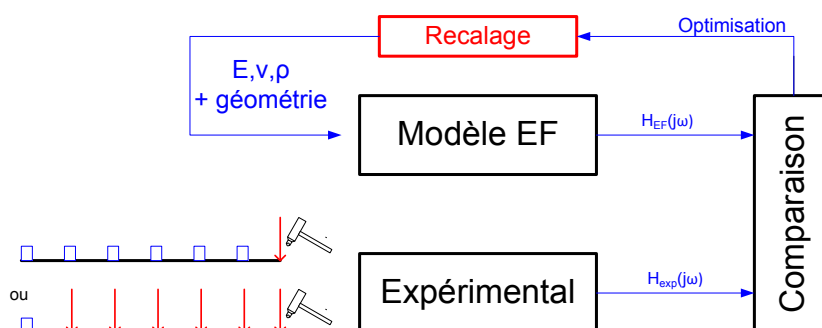 Recalage
Optimisation
E,ν,ρ
+ géométrie
Modèle EF
H_EF(jω)
Comparaison
ou
Expérimental
H_exp(jω)